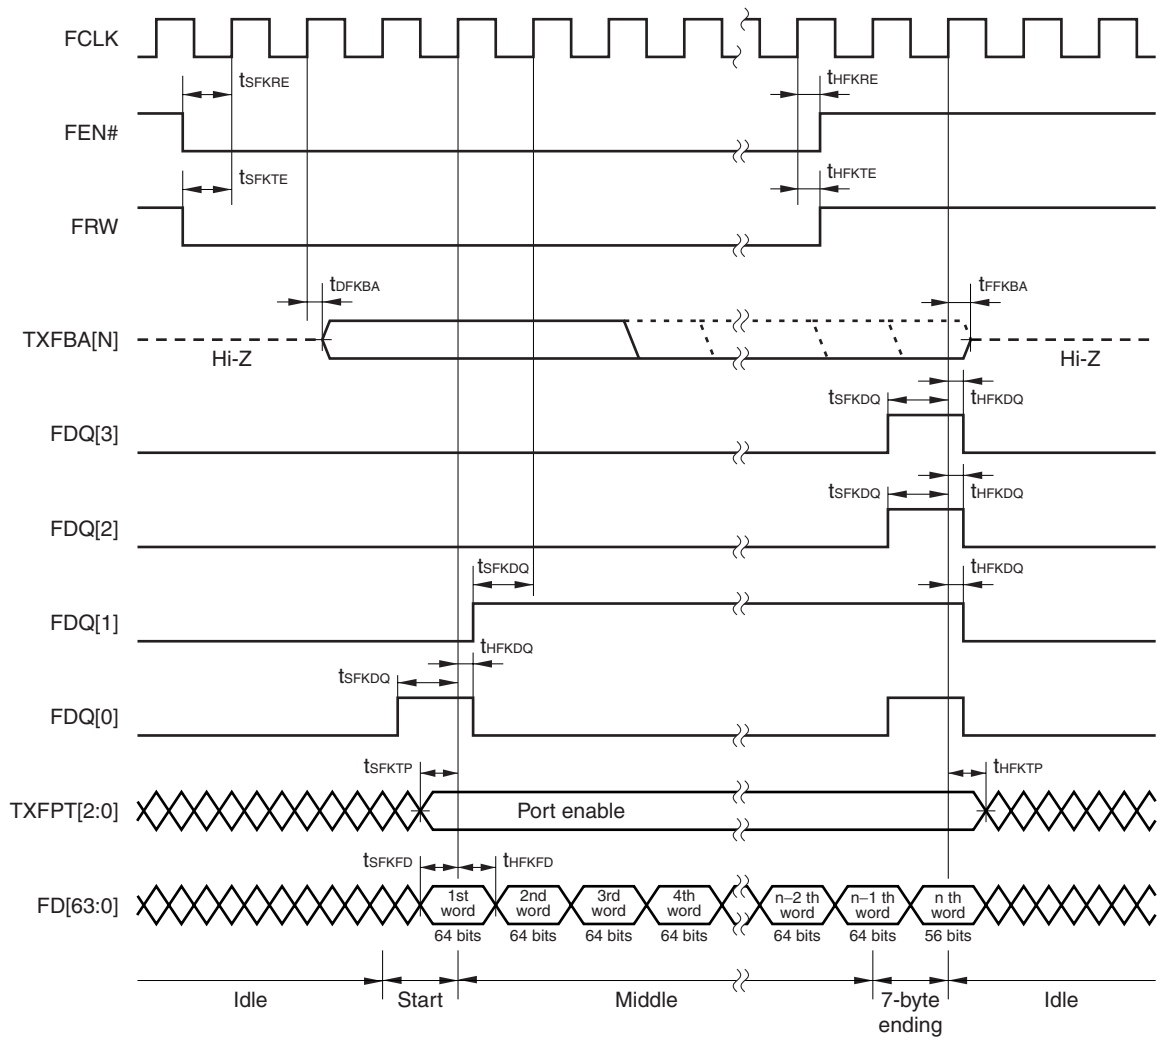 FCLK
tSFKRE
tHFKRE
FEN#
tSFKTE
tHFKTE
FRW
tDFKBA
tFFKBA
TXFBA[N]
Hi-Z
Hi-Z
tSFKDQ
tHFKDQ
FDQ[3]
tSFKDQ
tHFKDQ
FDQ[2]
tSFKDQ
tHFKDQ
FDQ[1]
tHFKDQ
tSFKDQ
FDQ[0]
tSFKTP
tHFKTP
TXFPT[2:0]
Port enable
tSFKFD
tHFKFD
FD[63:0]
1st
word
2nd
word
3rd
word
4th
word
n–2 th
word
n–1 th
word
n th
word
64 bits
64 bits
64 bits
64 bits
64 bits
64 bits
56 bits
Idle
Start
Middle
7-byte
ending
Idle